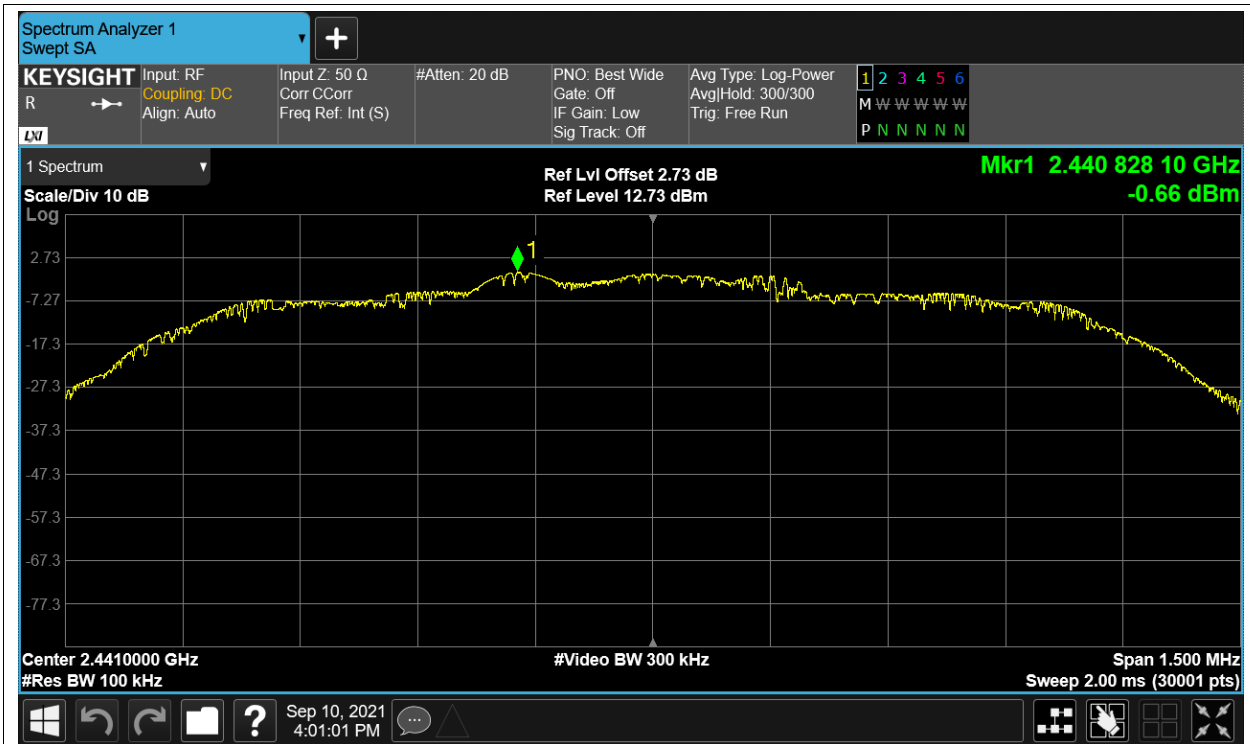 Spectrum Analyzer 1
Swept SA
KEYSIGHT
R
LXI
Input: RF
Coupling: DC
Align: Auto
Input Z: 50 Ω
Corr CCorr
Freq Ref: Int (S)
#Atten: 20 dB
PNO: Best Wide
Gate: Off
IF Gain: Low
Sig Track: Off
Avg Type: Log-Power
Avg|Hold: 300/300
Trig: Free Run
1 2 3 4 5 6
M W W W W W
P N N N N N
1 Spectrum
Scale/Div 10 dB
Ref Lvl Offset 2.73 dB
Ref Level 12.73 dBm
Mkr1 2.440 828 10 GHz
-0.66 dBm
Log
1
2.73
-7.27
-17.3
-27.3
-37.3
-47.3
-57.3
-67.3
-77.3
Center 2.4410000 GHz
#Video BW 300 kHz
Span 1.500 MHz
#Res BW 100 kHz
Sweep 2.00 ms (30001 pts)
?
Sep 10, 2021
4:01:01 PM